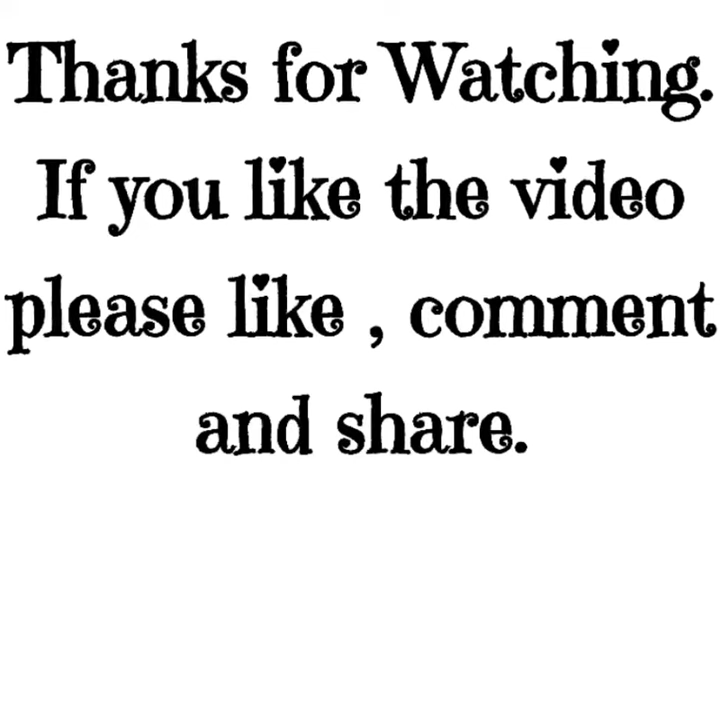 Thanks for Watching.
If you like the video
please like , comment
and share.